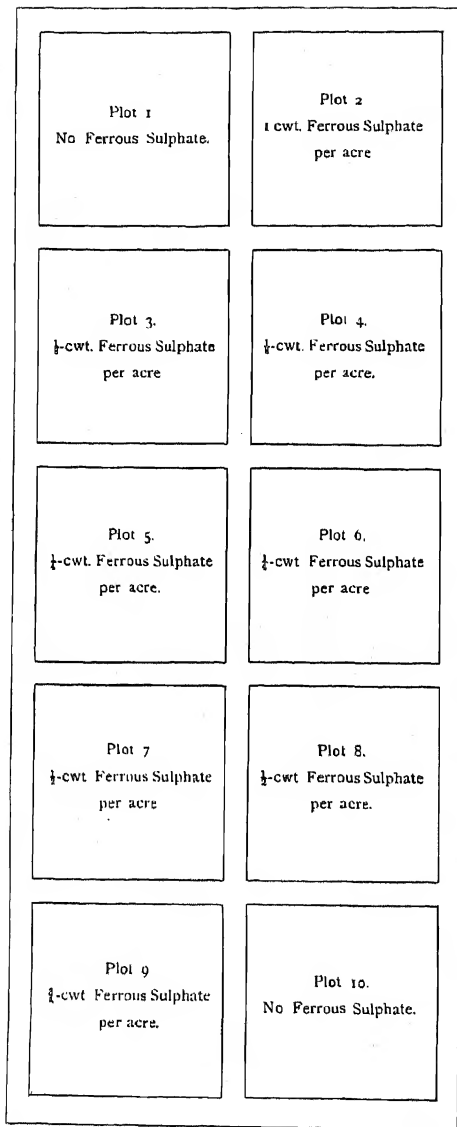 Plot 1
No Ferrous Sulphate.
Plot 2
1 cwt. Ferrous Sulphate
per acre
Plot 3.
⅛-cwt. Ferrous Sulphate
per acre
Plot 4.
⅛-cwt. Ferrous Sulphate
per acre.
Plot 5.
¼-cwt. Ferrous Sulphate
per acre.
Plot 6.
¼-cwt Ferrous Sulphate
per acre
Plot 7
½-cwt Ferrous Sulphate
per acre
Plot 8.
½-cwt Ferrous Sulphate
per acre.
Plot 9
¾-cwt Ferrous Sulphate
per acre.
Plot 10.
No Ferrous Sulphate.